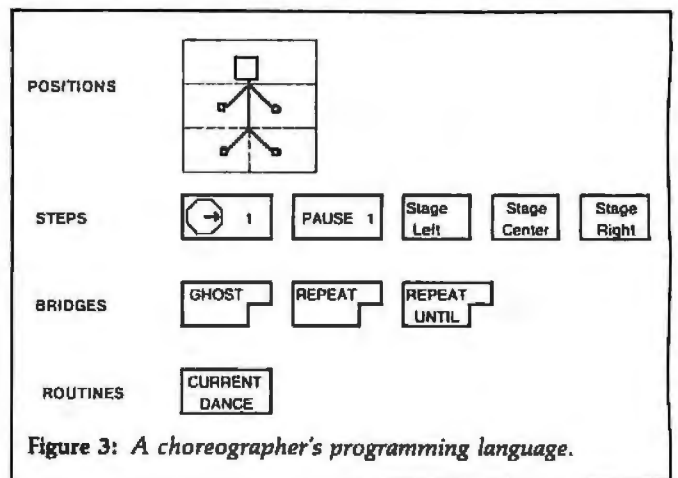 POSITIONS
STEPS
1
PAUSE 1
Stage
Left
Stage
Center
Stage
Right
BRIDGES
GHOST
REPEAT
REPEAT
UNTIL
ROUTINES
CURRENT
DANCE
Figure 3: A choreographer's programming language.